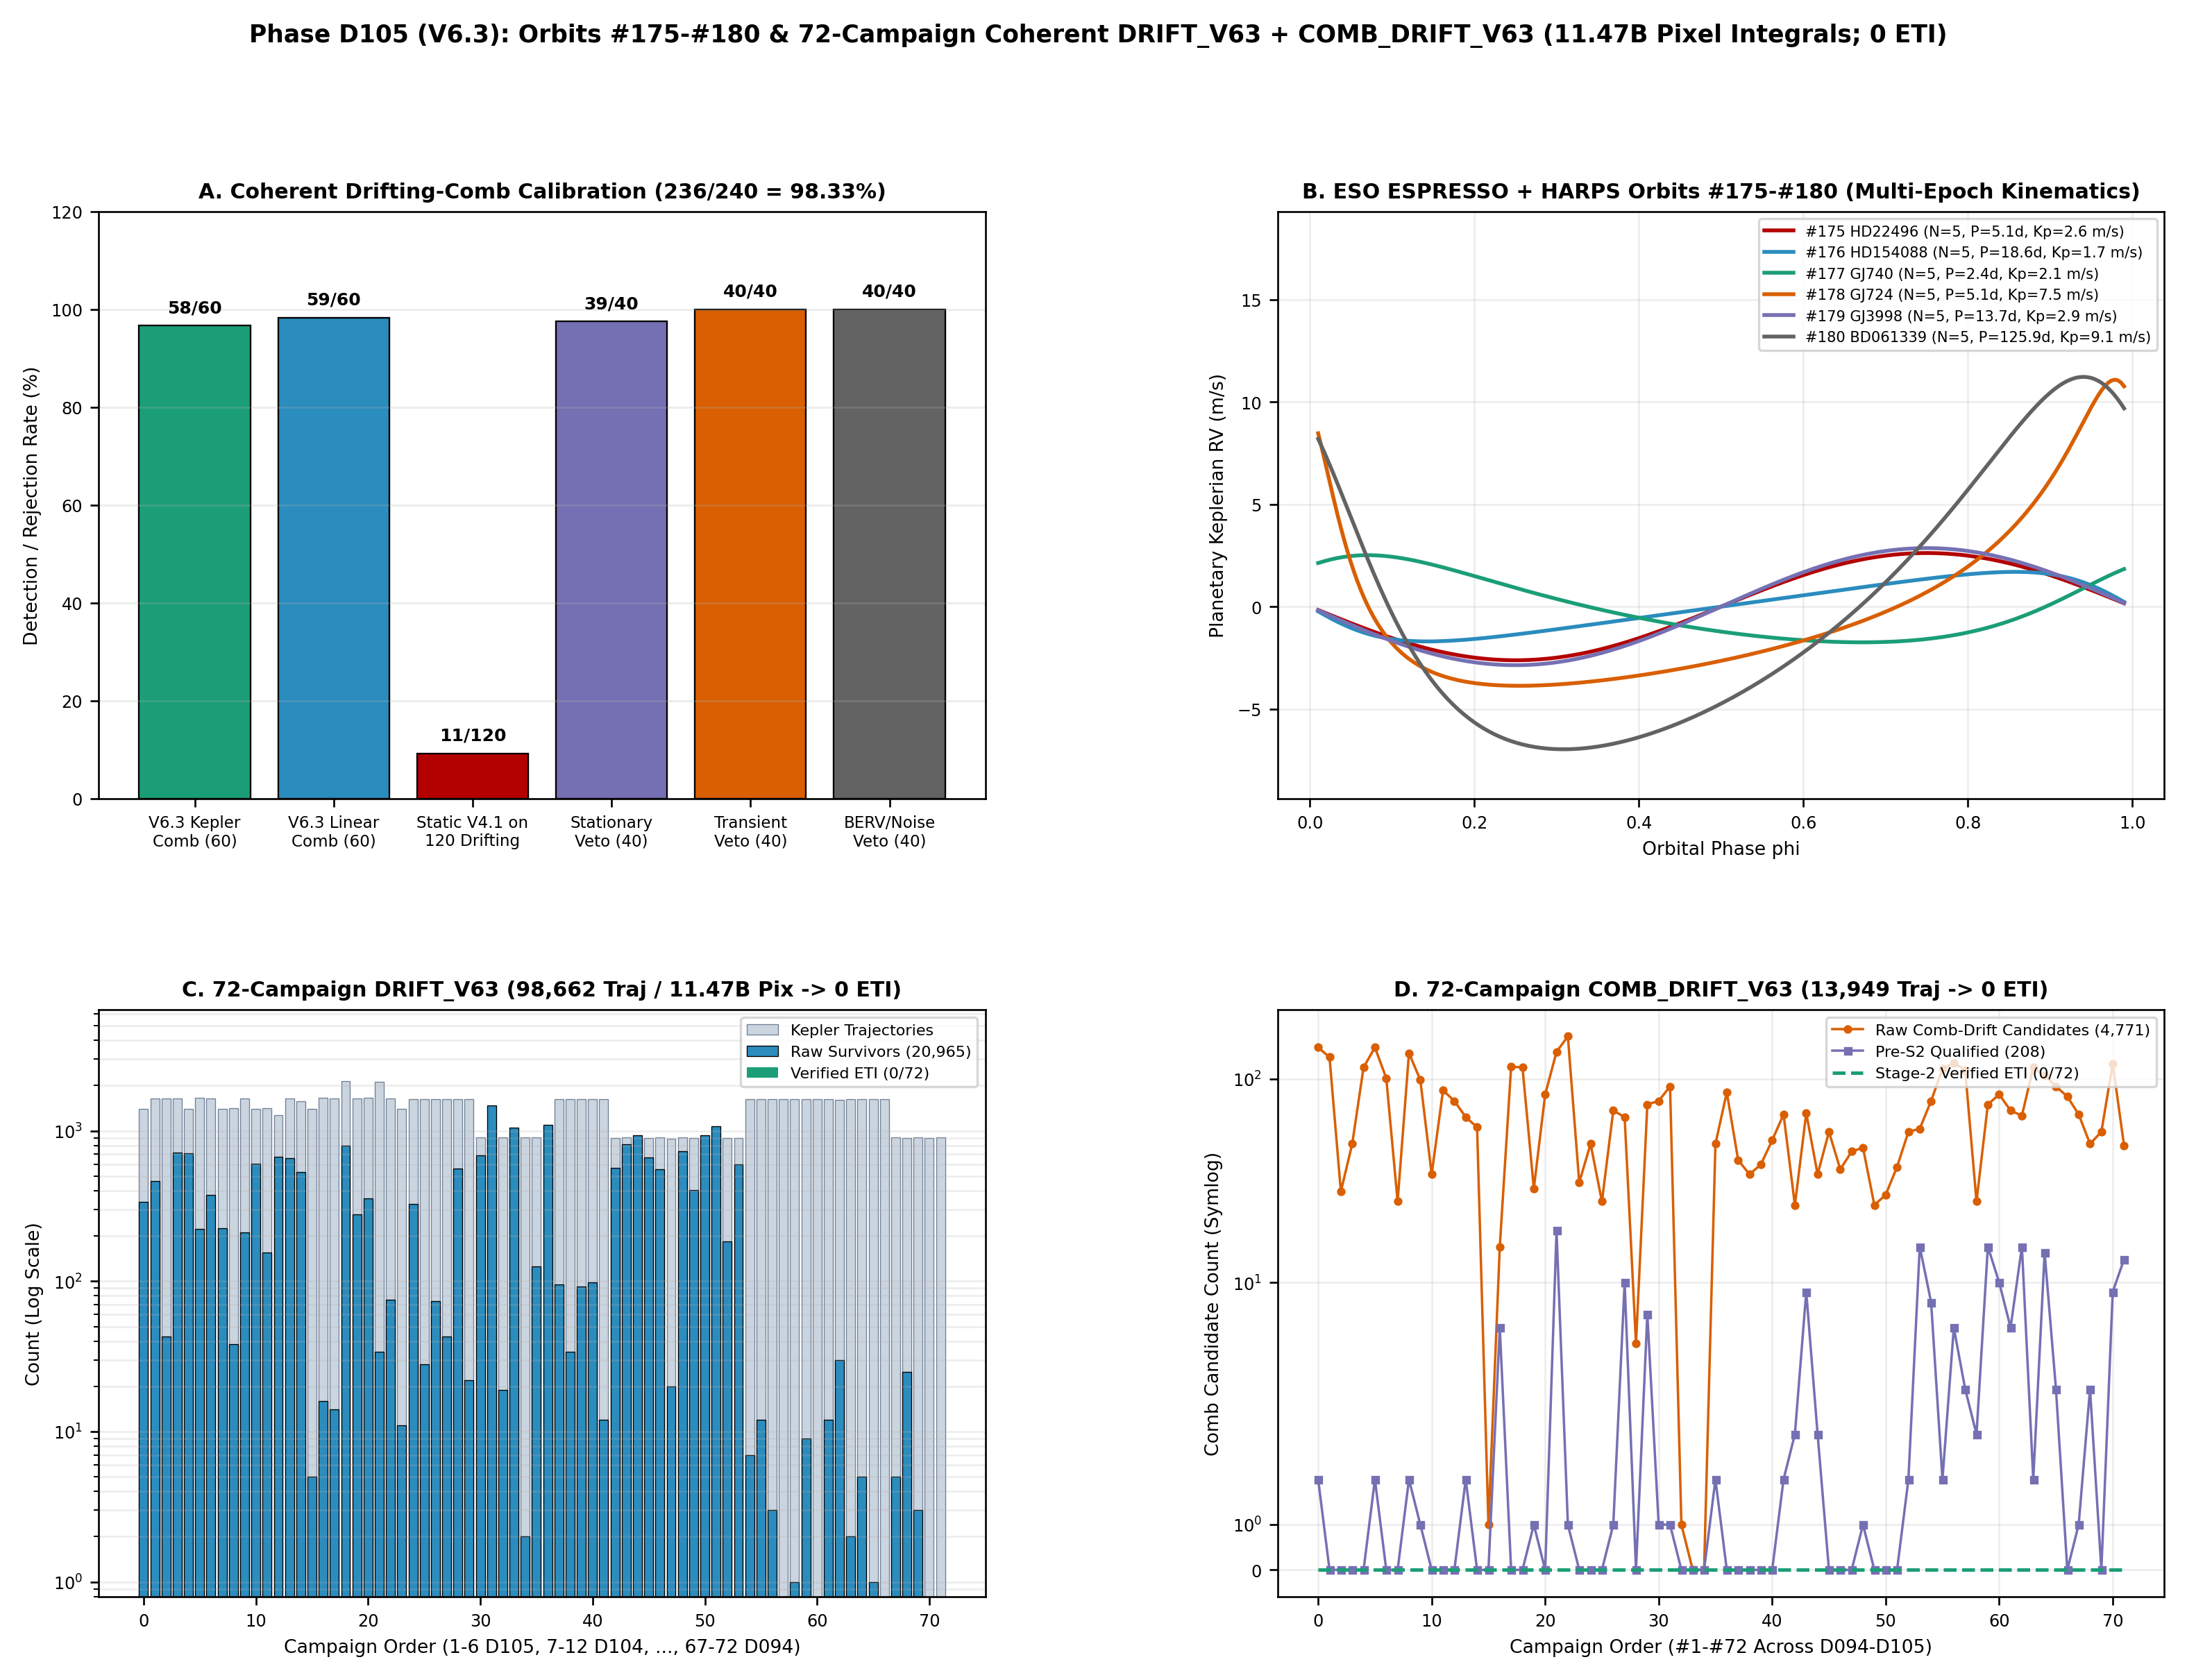 Phase D105 (V6.3): Orbits #175-#180 & 72-Campaign Coherent DRIFT_V63 + COMB_DRIFT_V63 (11.47B Pixel Integrals; 0 ETI)
A. Coherent Drifting-Comb Calibration (236/240 = 98.33%)
Detection / Rejection Rate (%)
120
100
80
60
40
20
0
58/60
59/60
11/120
39/40
40/40
40/40
V6.3 Kepler
Comb (60)
V6.3 Linear
Comb (60)
Static V4.1 on
120 Drifting
Stationary
Veto (40)
Transient
Veto (40)
BERV/Noise
Veto (40)
B. ESO ESPRESSO + HARPS Orbits #175-#180 (Multi-Epoch Kinematics)
Planetary Keplerian RV (m/s)
15
10
5
0
−5
#175 HD22496 (N=5, P=5.1d, Kp=2.6 m/s)
#176 HD154088 (N=5, P=18.6d, Kp=1.7 m/s)
#177 GJ740 (N=5, P=2.4d, Kp=2.1 m/s)
#178 GJ724 (N=5, P=5.1d, Kp=7.5 m/s)
#179 GJ3998 (N=5, P=13.7d, Kp=2.9 m/s)
#180 BD061339 (N=5, P=125.9d, Kp=9.1 m/s)
0.0 0.2 0.4 0.6 0.8 1.0
Orbital Phase phi
C. 72-Campaign DRIFT_V63 (98,662 Traj / 11.47B Pix -> 0 ETI)
Count (Log Scale)
10³
10²
10¹
10⁰
Kepler Trajectories
Raw Survivors (20,965)
Verified ETI (0/72)
0 10 20 30 40 50 60 70
Campaign Order (1-6 D105, 7-12 D104, ..., 67-72 D094)
D. 72-Campaign COMB_DRIFT_V63 (13,949 Traj -> 0 ETI)
Comb Candidate Count (Symlog)
10²
10¹
10⁰
0
Raw Comb-Drift Candidates (4,771)
Pre-S2 Qualified (208)
Stage-2 Verified ETI (0/72)
0 10 20 30 40 50 60 70
Campaign Order (#1-#72 Across D094-D105)